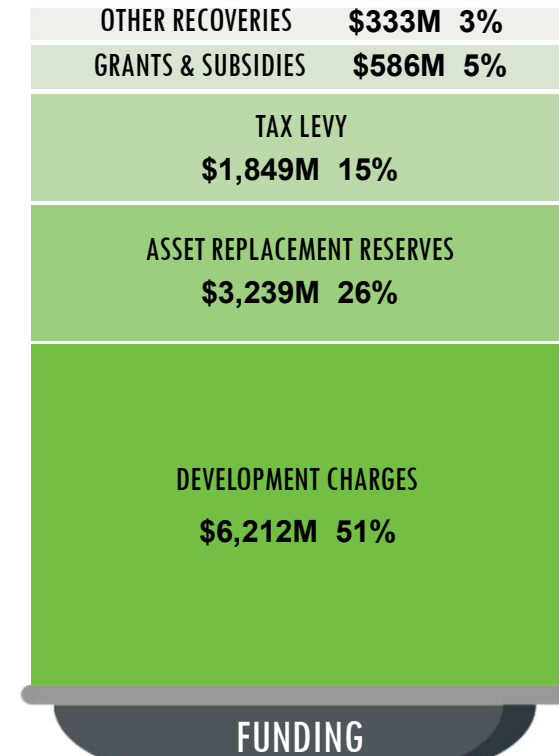 OTHER RECOVERIES $333M 3%
GRANTS & SUBSIDIES $586M 5%
TAX LEVY
$1,849M 15%
ASSET REPLACEMENT RESERVES
$3,239M 26%
DEVELOPMENT CHARGES
$6,212M 51%
FUNDING